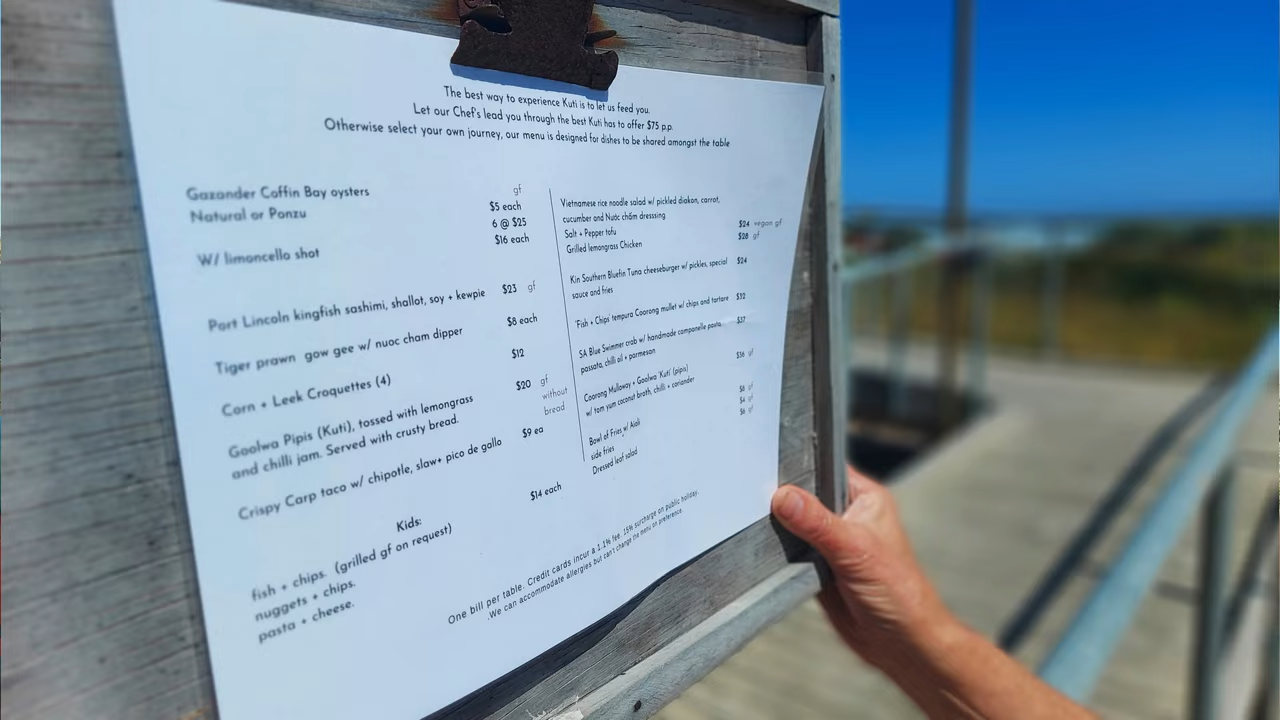 The best way to experience Kuti is to let us feed you.
Let our Chef's lead you through the best Kuti has to offer $75 p.p.
Otherwise select your own journey, our menu is designed for dishes to be shared amongst the table
Gazander Coffin Bay oysters
gf
Natural or Ponzu
$5 each
6 @ $25
W/ limoncello shot
$16 each
Port Lincoln kingfish sashimi, shallot, soy + kewpie
$23 gf
Tiger prawn gow gee w/ nuoc cham dipper
$8 each
Corn + Leek Croquettes (4)
$12
Goolwa Pipis (Kuti), tossed with lemongrass
and chilli jam. Served with crusty bread.
$20 gf
without
bread
Crispy Carp taco w/ chipotle, slaw+ pico de gallo
$9 ea
Kids:
$14 each
fish + chips. (grilled gf on request)
nuggets + chips.
pasta + cheese.
Vietnamese rice noodle salad w/ pickled diakon, carrot,
cucumber and Nuoc chấm dresssing
Salt + Pepper tofu
$24 vegan gf
Grilled lemongrass Chicken
$28 gf
Kin Southern Bluefin Tuna cheeseburger w/ pickles, special
sauce and fries
$24
'Fish + Chips' tempura Coorong mullet w/ chips and tartare
$32
SA Blue Swimmer crab w/ handmade campanelle pasta,
passata, chilli oil + parmesan
$37
Coorong Mulloway + Goolwa 'Kuti' (pipis)
w/ tom yum coconut broth, chilli + coriander
$36 gf
Bowl of Fries w/ Aioli
$8 gf
side fries
$4 gf
Dressed leaf salad
$6 gf
One bill per table. Credit cards incur a 1.1% fee. 15% surcharge on public holiday.
.We can accommodate allergies but can't change the menu on preference.